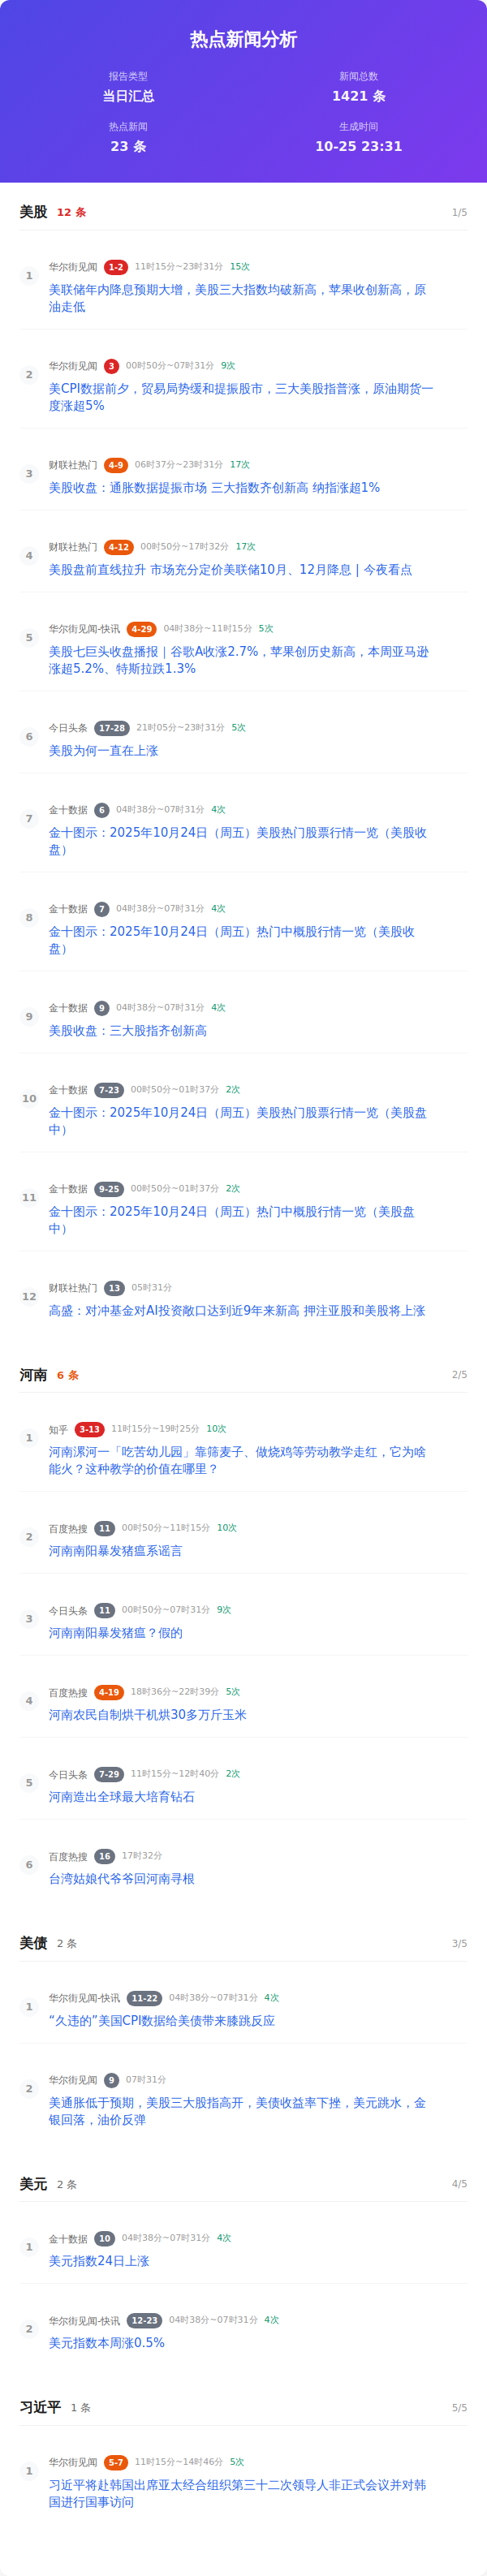 热点新闻分析
报告类型
新闻总数
当日汇总
1421 条
热点新闻
生成时间
23 条
10-25 23:31
美股 12 条 1/5
1 华尔街见闻 1-2 11时15分~23时31分 15次
美联储年内降息预期大增，美股三大指数均破新高，苹果收创新高，原
油走低
2 华尔街见闻 3 00时50分~07时31分 9次
美CPI数据前夕，贸易局势缓和提振股市，三大美股指普涨，原油期货一
度涨超5%
3 财联社热门 4-9 06时37分~23时31分 17次
美股收盘：通胀数据提振市场 三大指数齐创新高 纳指涨超1%
4 财联社热门 4-12 00时50分~17时32分 17次
美股盘前直线拉升 市场充分定价美联储10月、12月降息 | 今夜看点
5 华尔街见闻-快讯 4-29 04时38分~11时15分 5次
美股七巨头收盘播报｜谷歌A收涨2.7%，苹果创历史新高，本周亚马逊
涨超5.2%、特斯拉跌1.3%
6 今日头条 17-28 21时05分~23时31分 5次
美股为何一直在上涨
7 金十数据 6 04时38分~07时31分 4次
金十图示：2025年10月24日（周五）美股热门股票行情一览（美股收
盘）
8 金十数据 7 04时38分~07时31分 4次
金十图示：2025年10月24日（周五）热门中概股行情一览（美股收
盘）
9 金十数据 9 04时38分~07时31分 4次
美股收盘：三大股指齐创新高
10 金十数据 7-23 00时50分~01时37分 2次
金十图示：2025年10月24日（周五）美股热门股票行情一览（美股盘
中）
11 金十数据 9-25 00时50分~01时37分 2次
金十图示：2025年10月24日（周五）热门中概股行情一览（美股盘
中）
12 财联社热门 13 05时31分
高盛：对冲基金对AI投资敞口达到近9年来新高 押注亚股和美股将上涨
河南 6 条 2/5
1 知乎 3-13 11时15分~19时25分 10次
河南漯河一「吃苦幼儿园」靠筛麦子、做烧鸡等劳动教学走红，它为啥
能火？这种教学的价值在哪里？
2 百度热搜 11 00时50分~11时15分 10次
河南南阳暴发猪瘟系谣言
3 今日头条 11 00时50分~07时31分 9次
河南南阳暴发猪瘟？假的
4 百度热搜 4-19 18时36分~22时39分 5次
河南农民自制烘干机烘30多万斤玉米
5 今日头条 7-29 11时15分~12时40分 2次
河南造出全球最大培育钻石
6 百度热搜 16 17时32分
台湾姑娘代爷爷回河南寻根
美债 2 条 3/5
1 华尔街见闻-快讯 11-22 04时38分~07时31分 4次
“久违的”美国CPI数据给美债带来膝跳反应
2 华尔街见闻 9 07时31分
美通胀低于预期，美股三大股指高开，美债收益率下挫，美元跳水，金
银回落，油价反弹
美元 2 条 4/5
1 金十数据 10 04时38分~07时31分 4次
美元指数24日上涨
2 华尔街见闻-快讯 12-23 04时38分~07时31分 4次
美元指数本周涨0.5%
习近平 1 条 5/5
1 华尔街见闻 5-7 11时15分~14时46分 5次
习近平将赴韩国出席亚太经合组织第三十二次领导人非正式会议并对韩
国进行国事访问